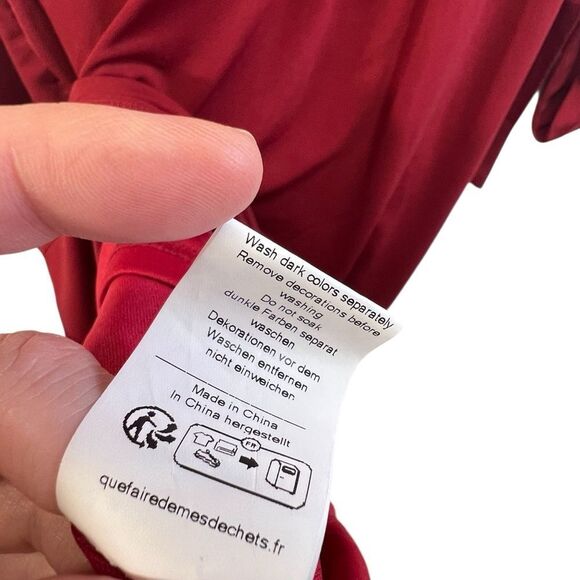 Wash dark colors separately
Remove decorations before
washing
Do not soak
dunkle Farben separat
waschen
Dekorationen vor dem
Waschen entfernen
nicht einweichen
Made in China
In China hergestellt
FR
quefairedemesdechets.fr